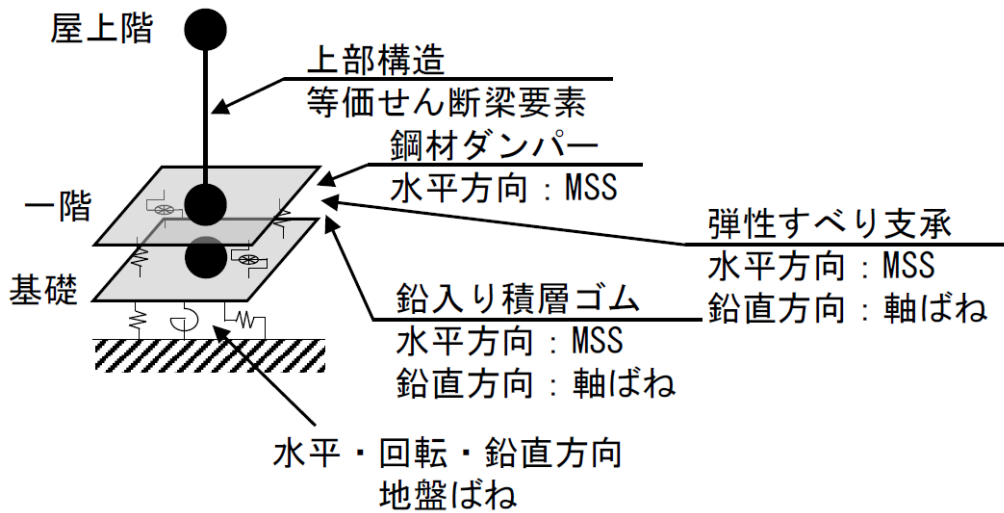 屋上階
上部構造
等価せん断梁要素
鋼材ダンパー
水平方向：MSS
一階
弾性すべり支承
水平方向：MSS
鉛直方向：軸ばね
基礎
鉛入り積層ゴム
水平方向：MSS
鉛直方向：軸ばね
水平・回転・鉛直方向
地盤ばね